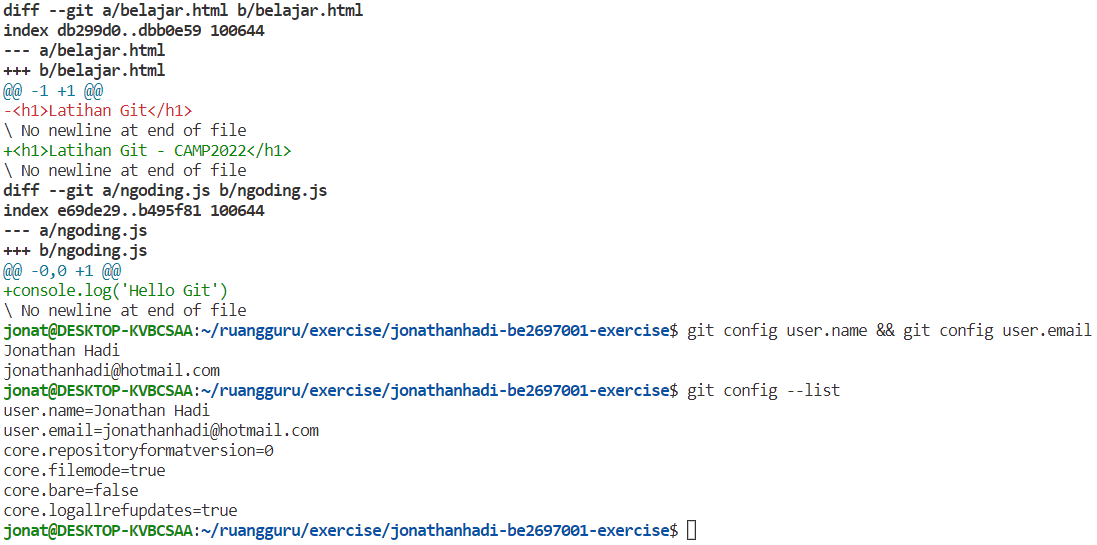 diff --git a/belajar.html b/belajar.html
index db299d0..dbb0e59 100644
--- a/belajar.html
+++ b/belajar.html
@@ -1 +1 @@
-<h1>Latihan Git</h1>
\ No newline at end of file
+<h1>Latihan Git - CAMP2022</h1>
\ No newline at end of file
diff --git a/ngoding.js b/ngoding.js
index e69de29..b495f81 100644
--- a/ngoding.js
+++ b/ngoding.js
@@ -0,0 +1 @@
+console.log('Hello Git')
\ No newline at end of file
jonat@DESKTOP-KVBCSAA:~/ruangguru/exercise/jonathanhadi-be2697001-exercise$ git config user.name && git config user.email
Jonathan Hadi
jonathanhadi@hotmail.com
jonat@DESKTOP-KVBCSAA:~/ruangguru/exercise/jonathanhadi-be2697001-exercise$ git config --list
user.name=Jonathan Hadi
user.email=jonathanhadi@hotmail.com
core.repositoryformatversion=0
core.filemode=true
core.bare=false
core.logallrefupdates=true
jonat@DESKTOP-KVBCSAA:~/ruangguru/exercise/jonathanhadi-be2697001-exercise$